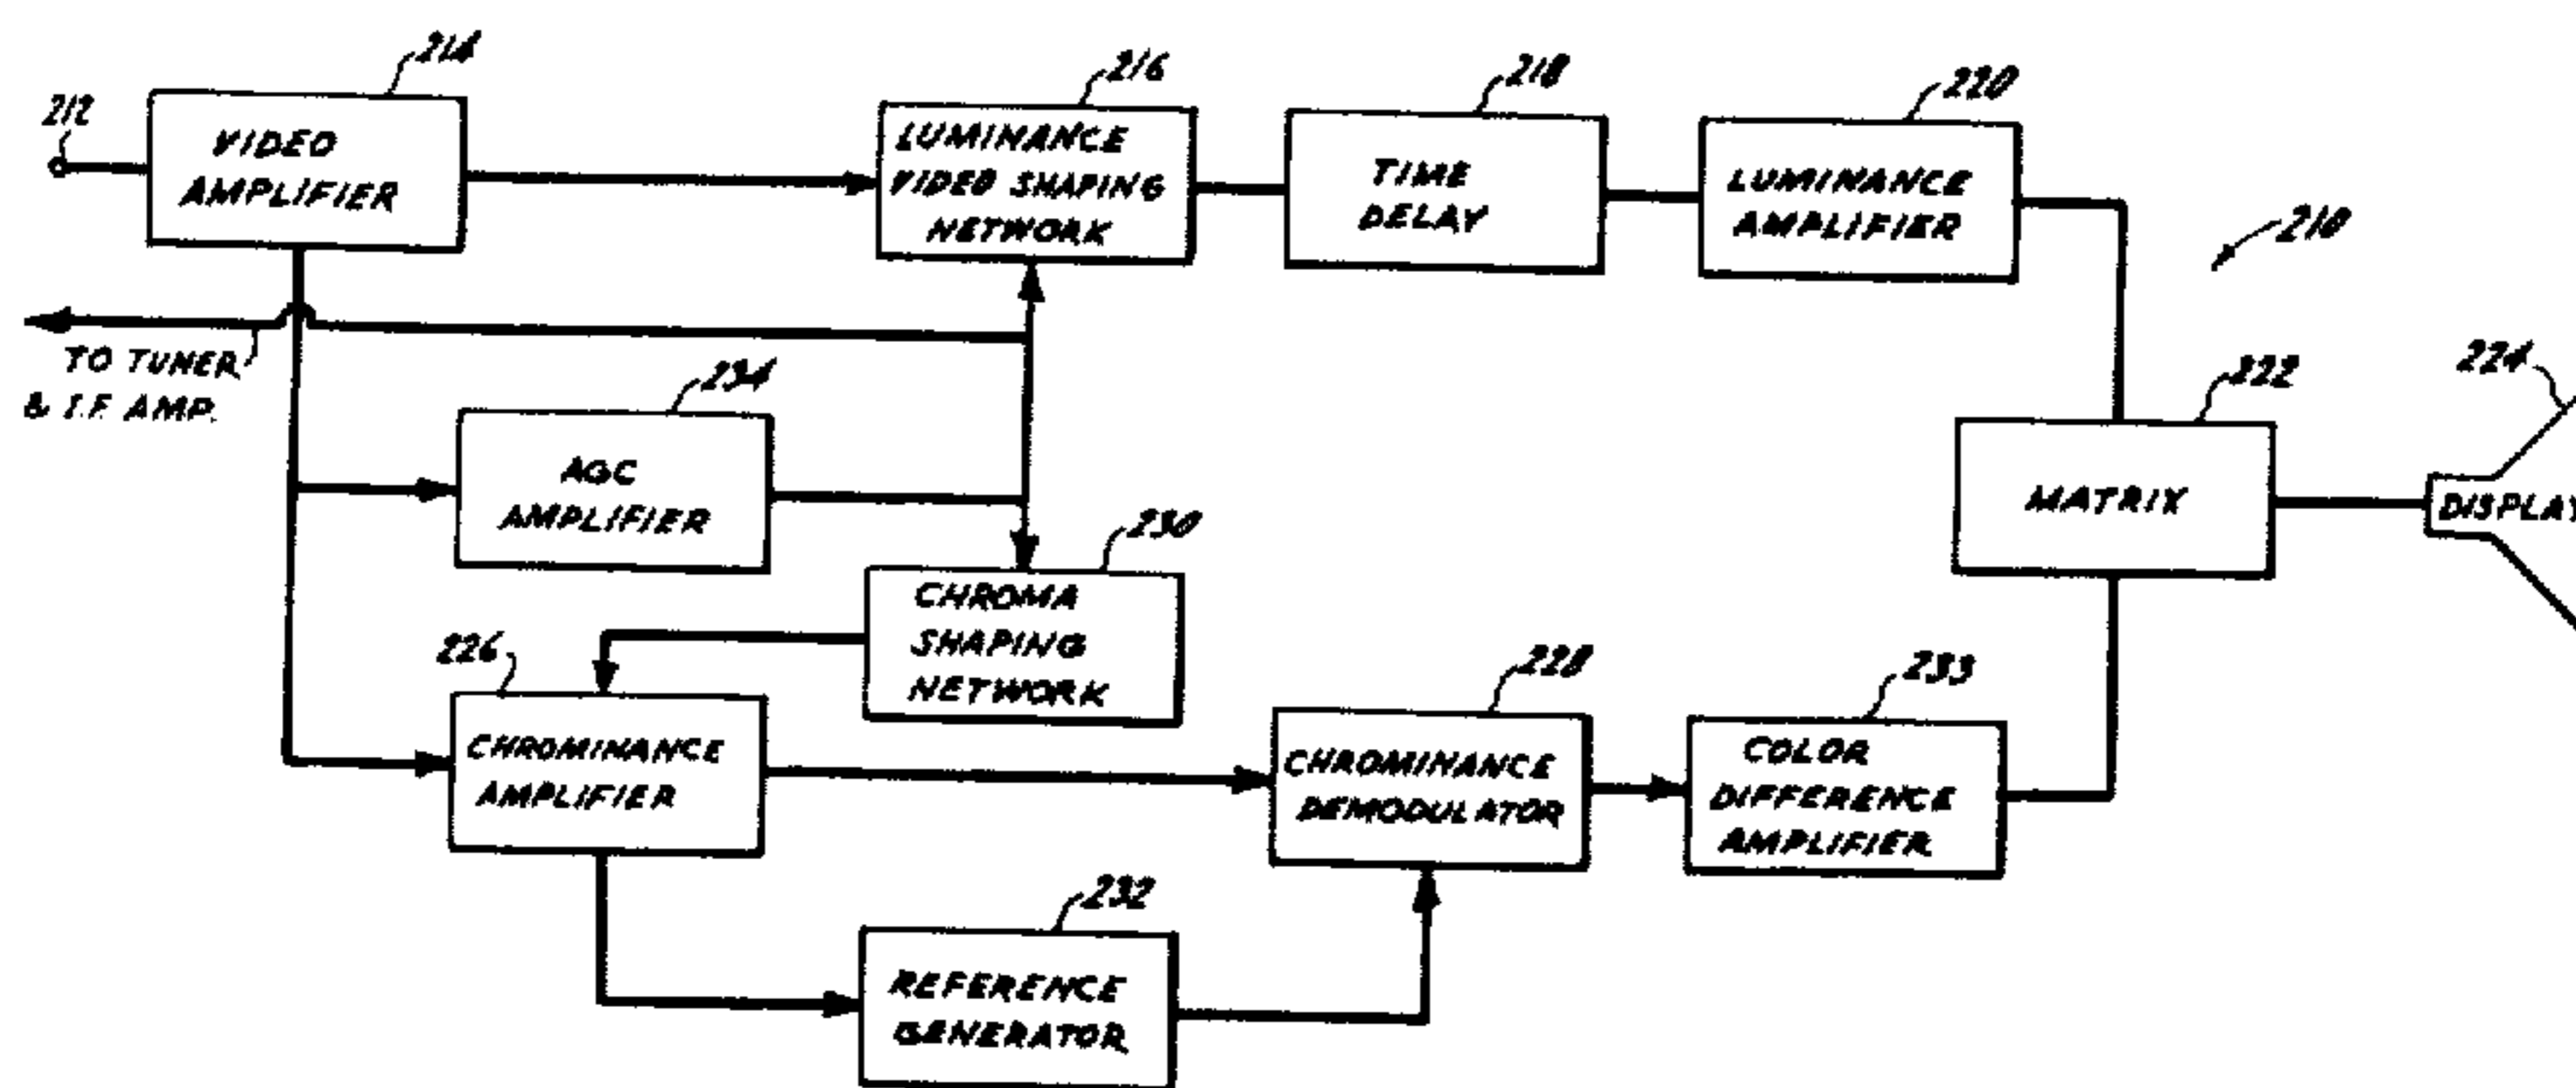 212
214
VIDEO
AMPLIFIER
216
LUMINANCE
VIDEO SHAPING
NETWORK
218
TIME
DELAY
220
LUMINANCE
AMPLIFIER
210
TO TUNER
& I.F. AMP.
234
AGC
AMPLIFIER
222
MATRIX
224
DISPLAY
230
CHROMA
SHAPING
NETWORK
226
CHROMINANCE
AMPLIFIER
228
CHROMINANCE
DEMODULATOR
233
COLOR
DIFFERENCE
AMPLIFIER
232
REFERENCE
GENERATOR